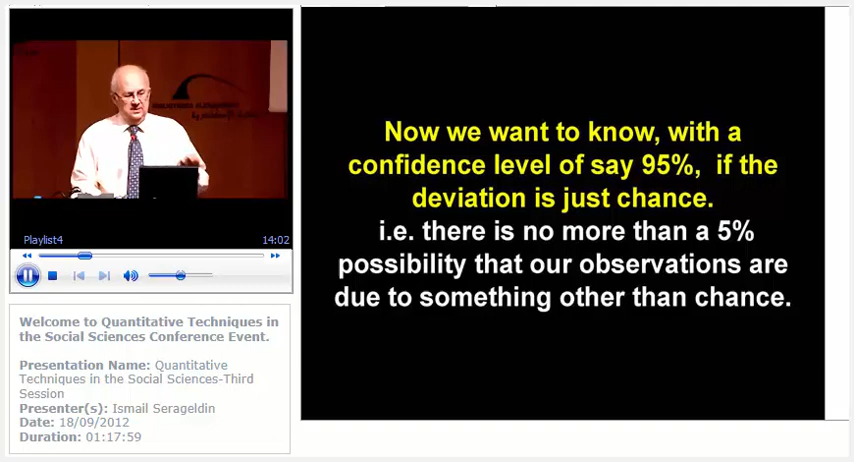 Playlist4
14:02
Welcome to Quantitative Techniques in
the Social Sciences Conference Event.
Presentation Name: Quantitative
Techniques in the Social Sciences-Third
Session
Presenter(s): Ismail Serageldin
Date: 18/09/2012
Duration: 01:17:59
Now we want to know, with a
confidence level of say 95%, if the
deviation is just chance.
i.e. there is no more than a 5%
possibility that our observations are
due to something other than chance.